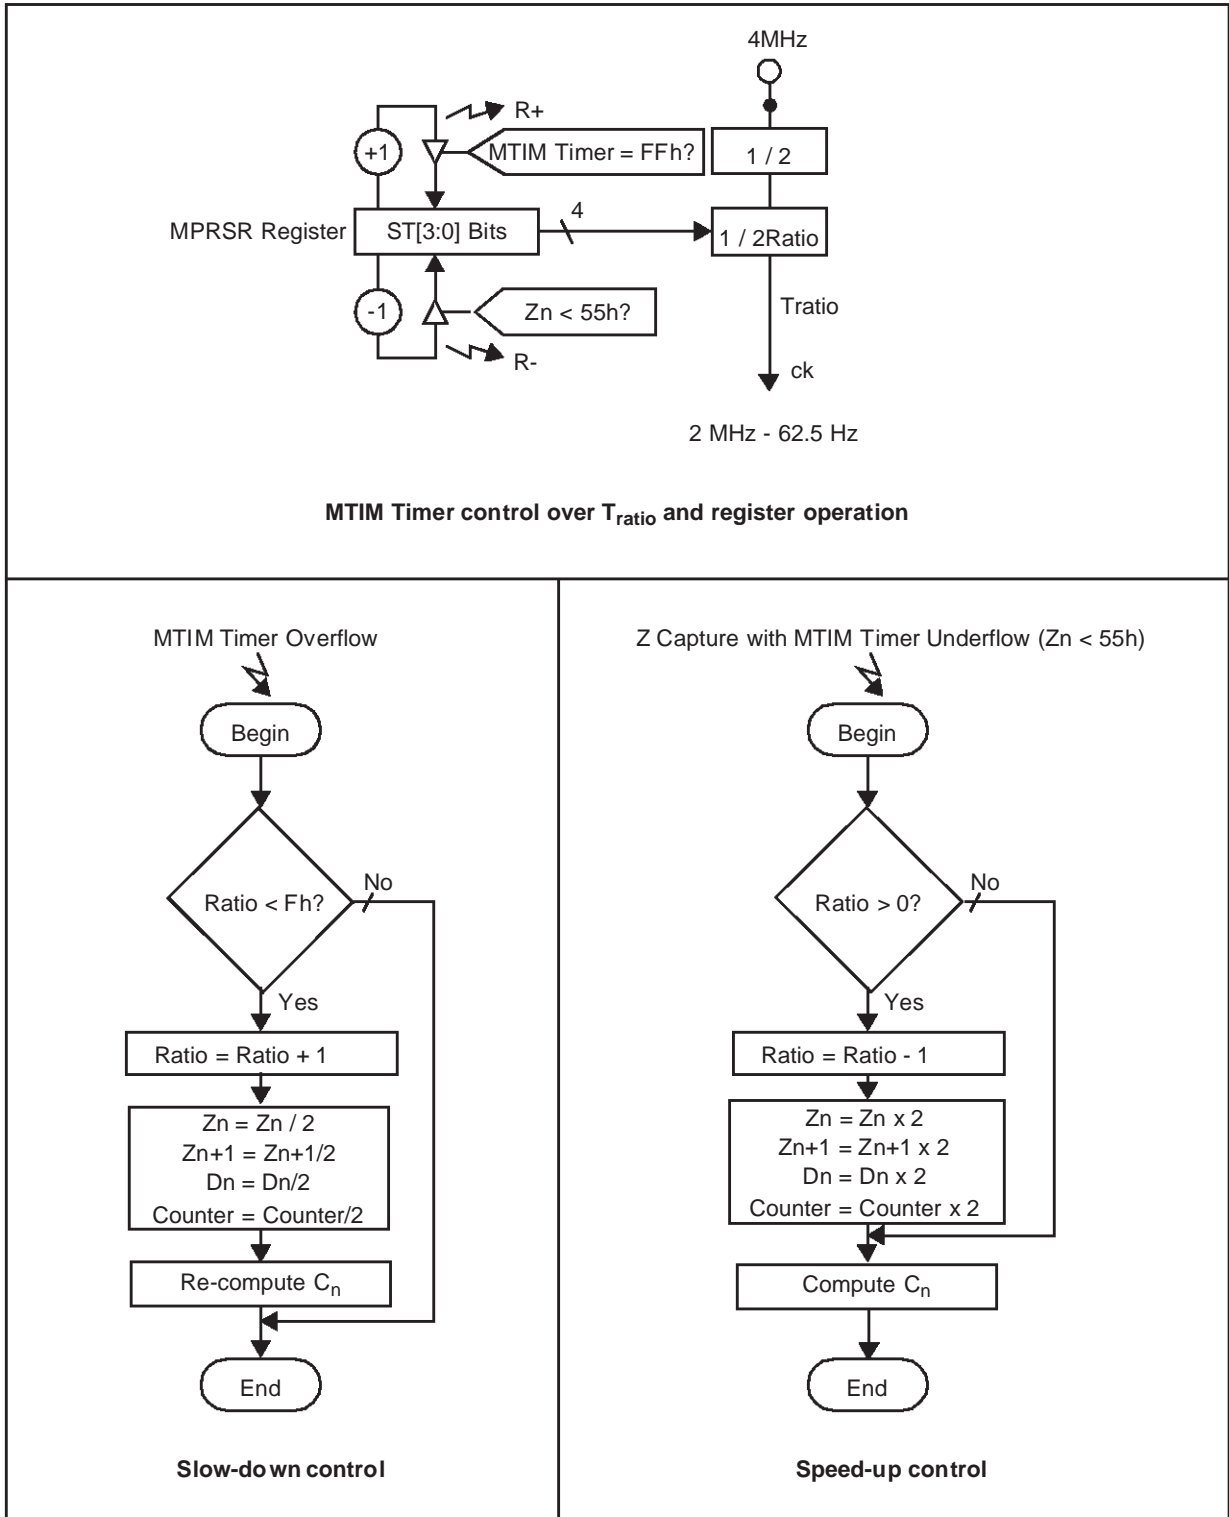 4MHz
R+
+1
MTIM Timer = FFh?
1 / 2
4
MPRSR Register
ST[3:0] Bits
1 / 2Ratio
-1
Zn < 55h?
Tratio
R-
ck
2 MHz - 62.5 Hz
MTIM Timer control over Tratio and register operation
MTIM Timer Overflow
Begin
Ratio < Fh?
No
Yes
Ratio = Ratio + 1
Zn = Zn / 2
Zn+1 = Zn+1/2
Dn = Dn/2
Counter = Counter/2
Re-compute Cn
End
Slow-down control
Z Capture with MTIM Timer Underflow (Zn < 55h)
Begin
Ratio > 0?
No
Yes
Ratio = Ratio - 1
Zn = Zn x 2
Zn+1 = Zn+1 x 2
Dn = Dn x 2
Counter = Counter x 2
Compute Cn
End
Speed-up control